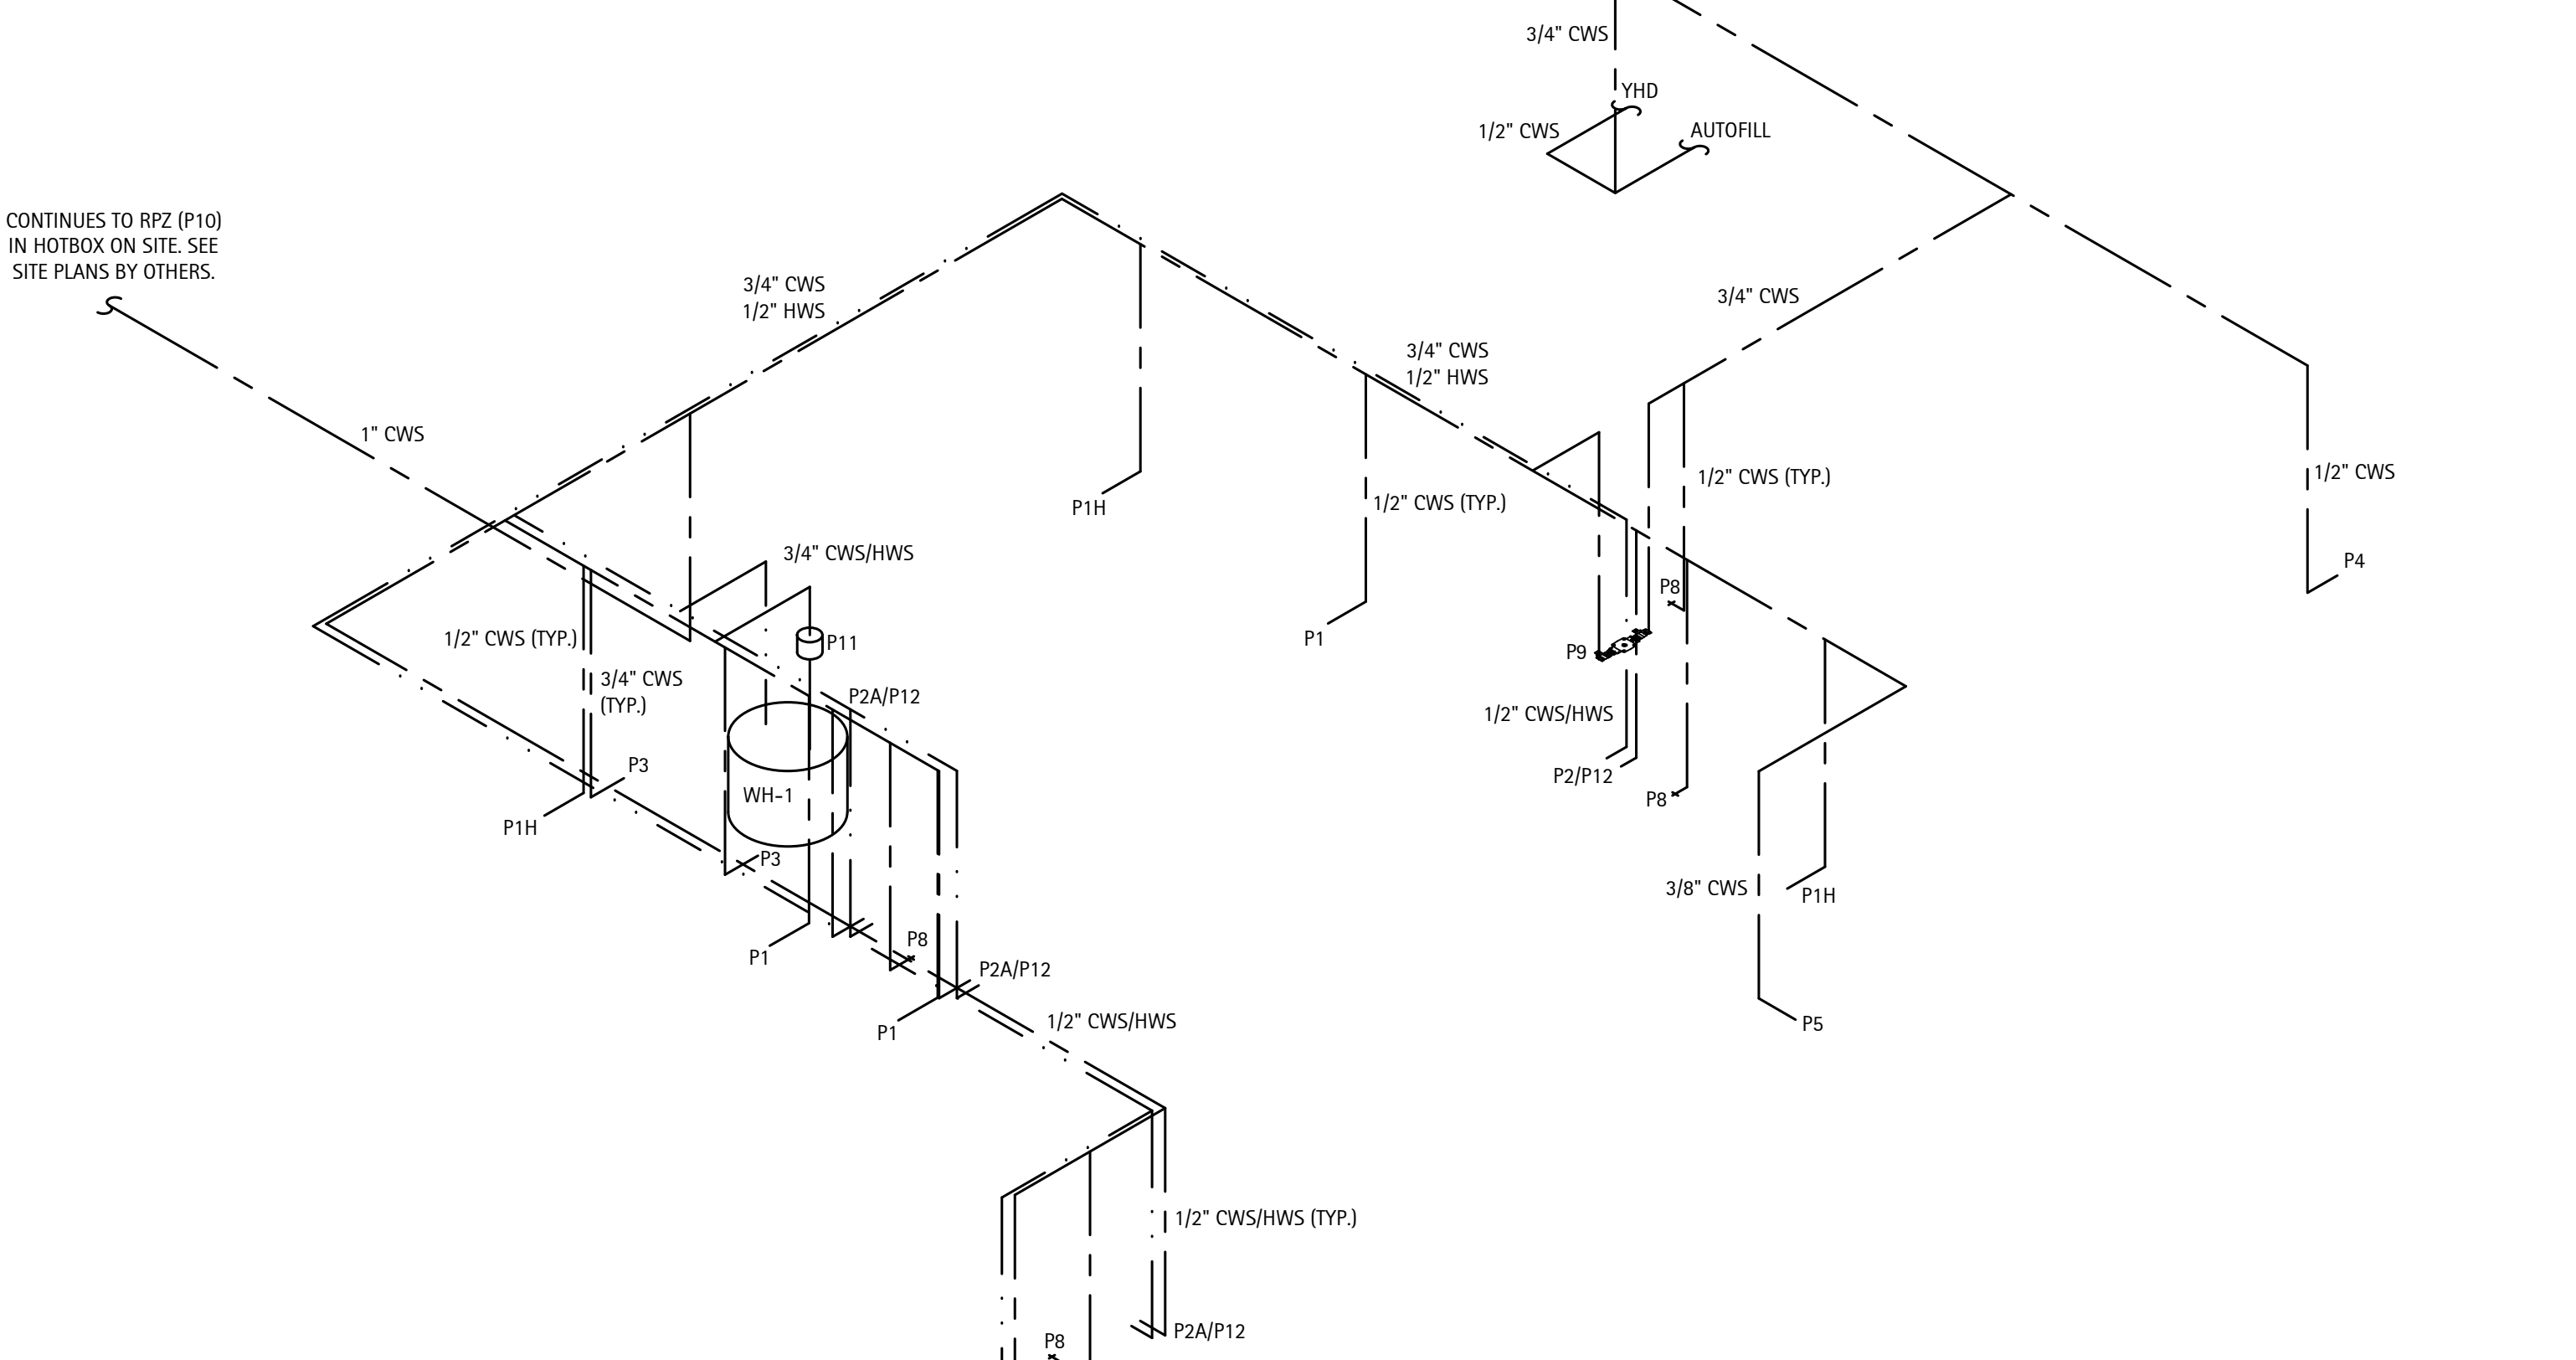 3/4" CWS
YHD
1/2" CWS
AUTOFILL
CONTINUES TO RPZ (P10)
IN HOTBOX ON SITE. SEE
SITE PLANS BY OTHERS.
3/4" CWS
1/2" HWS
3/4" CWS
3/4" CWS
1/2" HWS
1" CWS
1/2" CWS
1/2" CWS (TYP.)
P1H
1/2" CWS (TYP.)
3/4" CWS/HWS
P4
P8
1/2" CWS (TYP.)
P11
P1
P9
3/4" CWS
(TYP.)
P2A/P12
1/2" CWS/HWS
P3
P2/P12
WH-1
P8
P1H
P3
3/8" CWS
P1H
P8
P1
P2A/P12
1/2" CWS/HWS
P5
P1
1/2" CWS/HWS (TYP.)
P2A/P12
P8